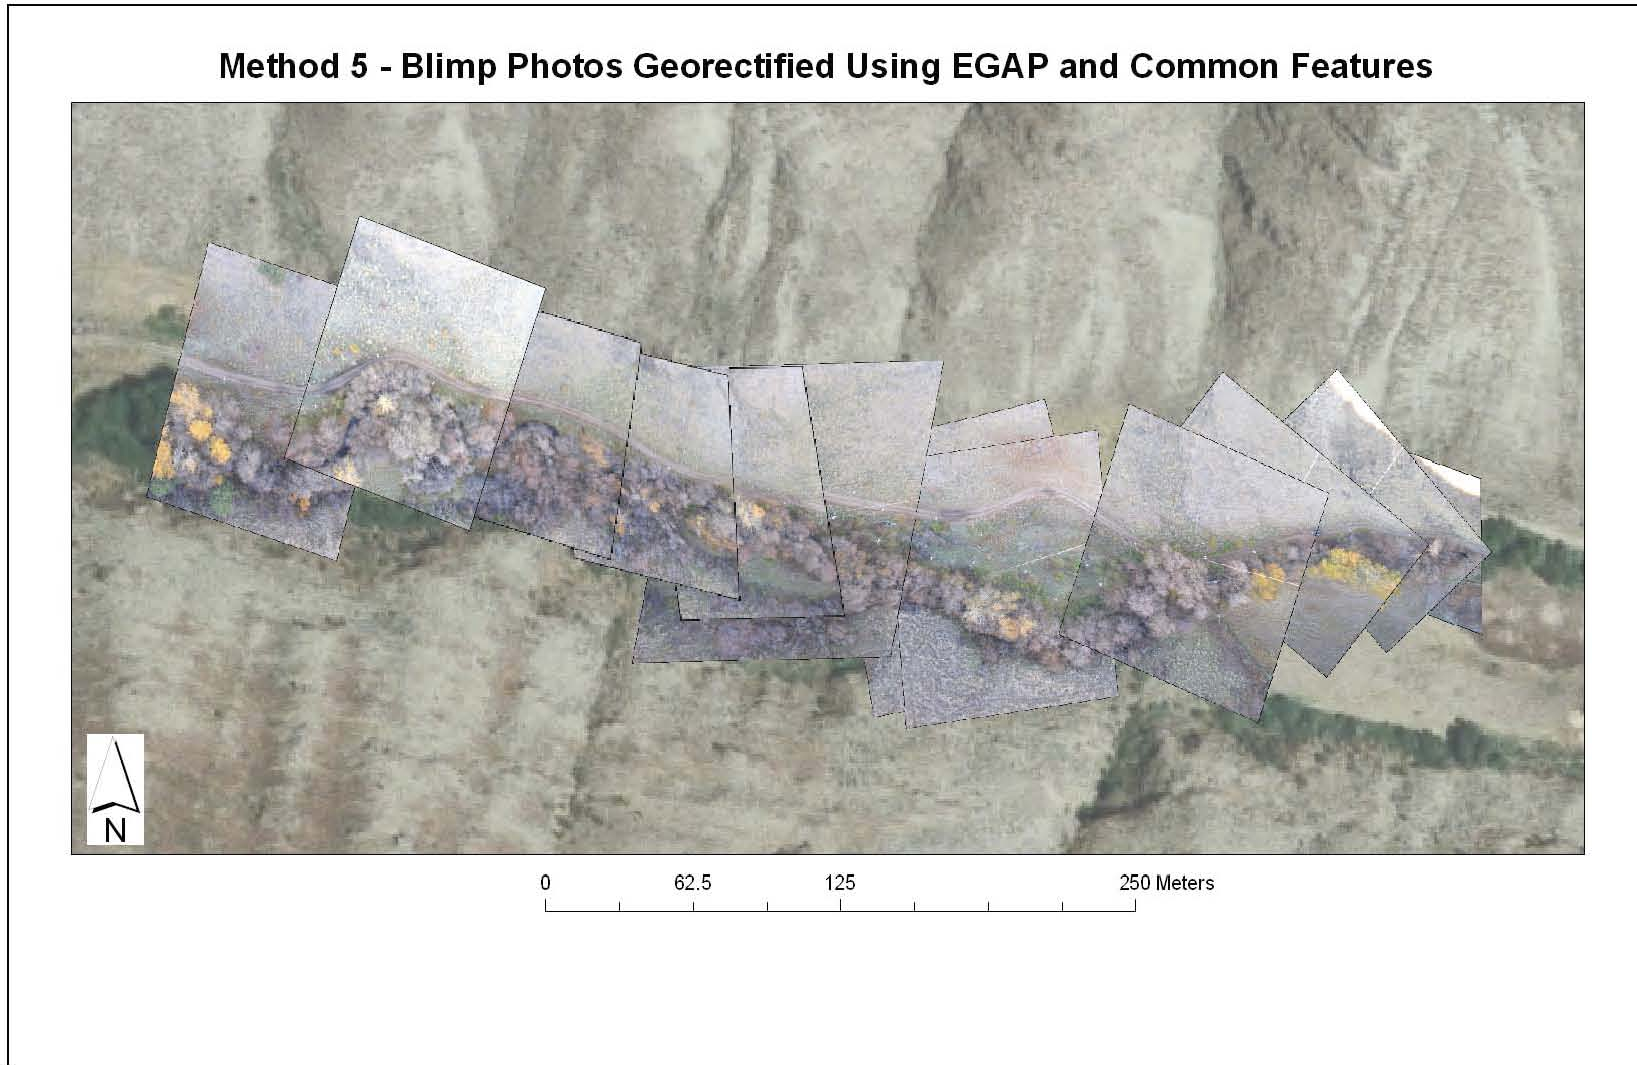 Method 5 - Blimp Photos Georectified Using EGAP and Common Features
N
0 62.5 125 250 Meters